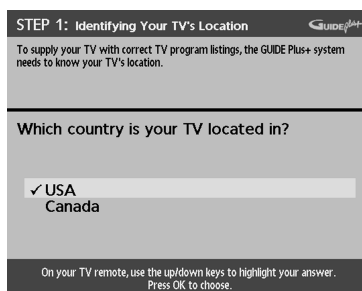 STEP 1: Identifying Your TV's Location GUIDE Plus+
To supply your TV with correct TV program listings, the GUIDE Plus+ system
needs to know your TV's location.
Which country is your TV located in?
✓ USA
Canada
On your TV remote, use the up/down keys to highlight your answer.
Press OK to choose.